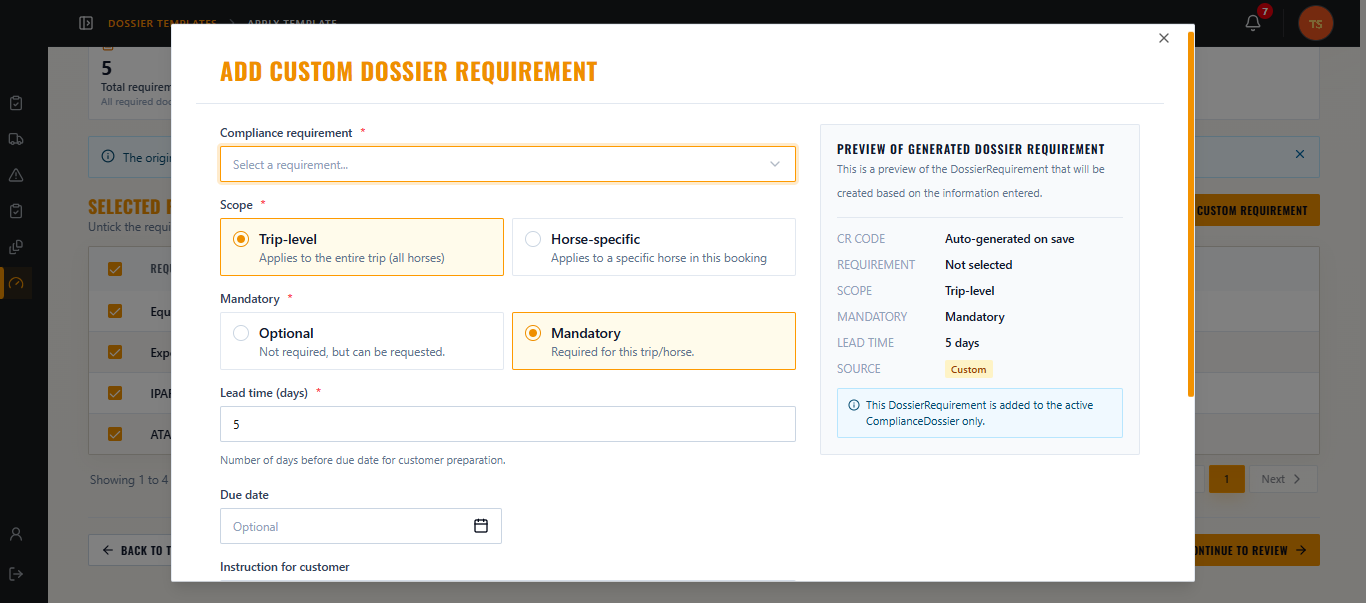 DOSSIER TEMPLATES > APPLY TEMPLATE
7
TS
5
Total requirem
All required doc
The origi
SELECTED
Untick the requi
CUSTOM REQUIREMENT
REQ
Equ
Exp
IPAF
ATA
Showing 1 to 4
1
Next
BACK TO T
NTINUE TO REVIEW
ADD CUSTOM DOSSIER REQUIREMENT
Compliance requirement *
Select a requirement...
Scope *
Trip-level
Applies to the entire trip (all horses)
Horse-specific
Applies to a specific horse in this booking
Mandatory *
Optional
Not required, but can be requested.
Mandatory
Required for this trip/horse.
Lead time (days) *
5
Number of days before due date for customer preparation.
Due date
Optional
Instruction for customer
PREVIEW OF GENERATED DOSSIER REQUIREMENT
This is a preview of the DossierRequirement that will be
created based on the information entered.
CR CODE Auto-generated on save
REQUIREMENT Not selected
SCOPE Trip-level
MANDATORY Mandatory
LEAD TIME 5 days
SOURCE Custom
This DossierRequirement is added to the active
ComplianceDossier only.